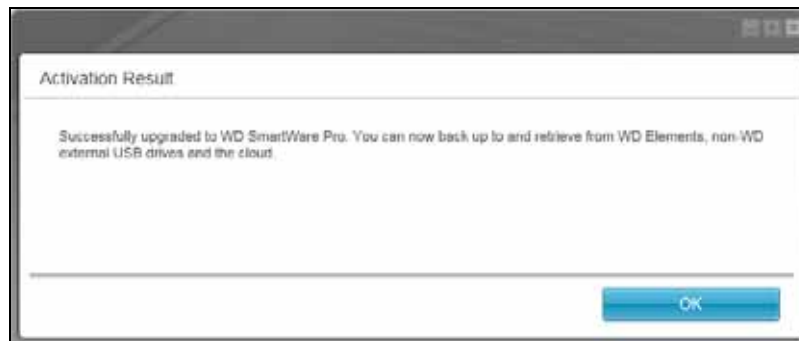 Activation Result
Successfully upgraded to WD SmartWare Pro. You can now back up to and retrieve from WD Elements, non-WD
external USB drives and the cloud.
OK